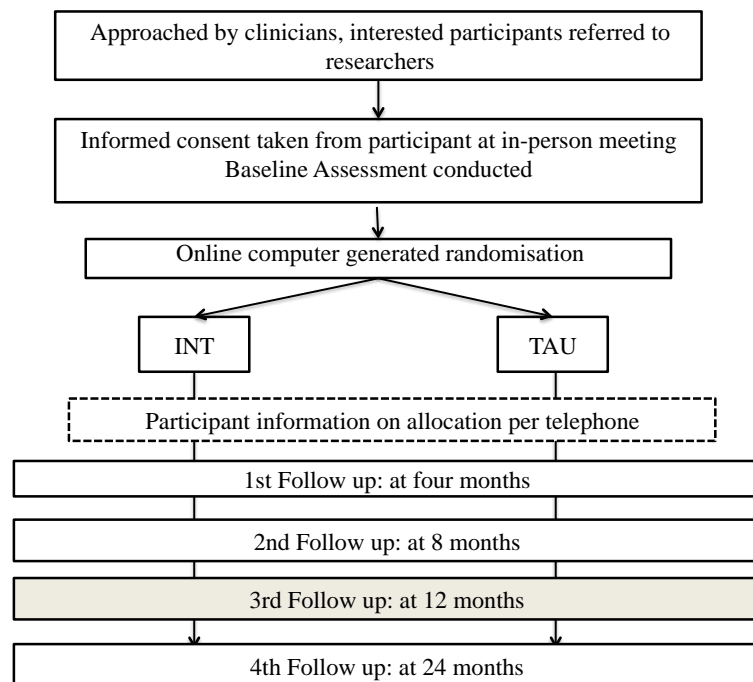 Approached by clinicians, interested participants referred to
researchers
Informed consent taken from participant at in-person meeting
Baseline Assessment conducted
Online computer generated randomisation
INT
TAU
Participant information on allocation per telephone
1st Follow up: at four months
2nd Follow up: at 8 months
3rd Follow up: at 12 months
4th Follow up: at 24 months